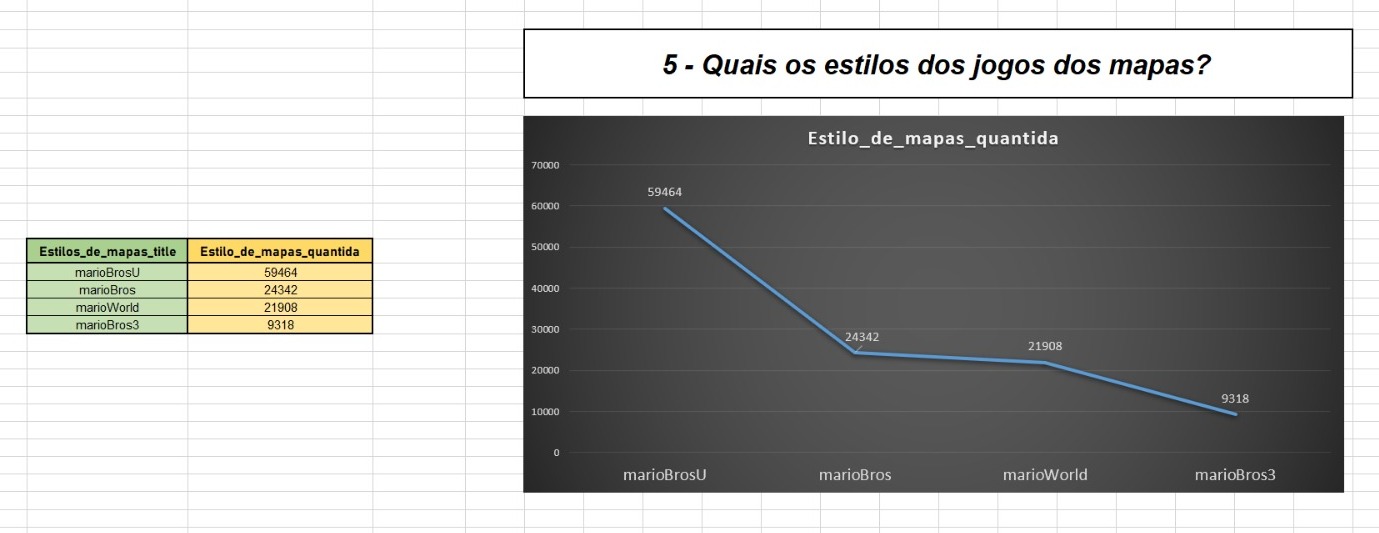 5 - Quais os estilos dos jogos dos mapas?
Estilos_de_mapas_title Estilo_de_mapas_quantida
marioBrosU 59464
marioBros 24342
marioWorld 21908
marioBros3 9318
Estilo_de_mapas_quantida
70000
60000
50000
40000
30000
20000
10000
0
59464
24342
21908
9318
marioBrosU marioBros marioWorld marioBros3